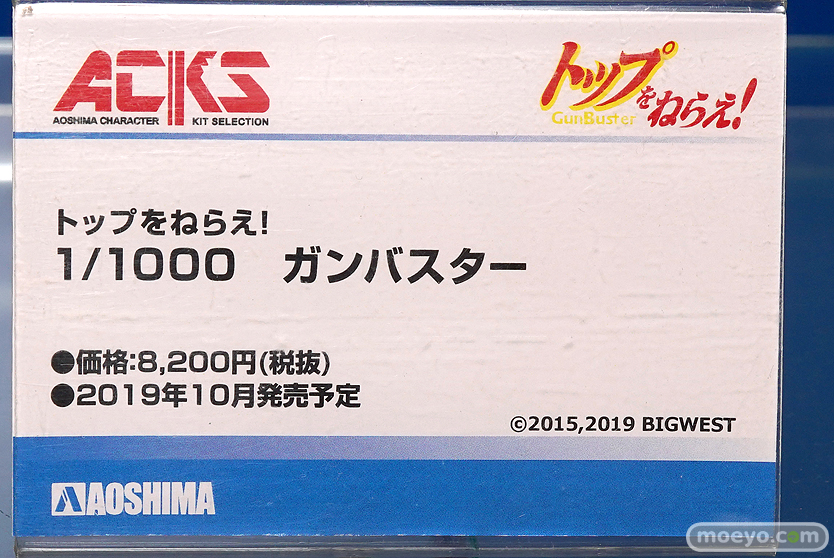 ACKS
AOSHIMA CHARACTER KIT SELECTION
トップをねらえ!
GunBuster
トップをねらえ!
1/1000 ガンバスター
●価格:8,200円(税抜)
●2019年10月発売予定
©2015,2019 BIGWEST
AOSHIMA
moeyo.com